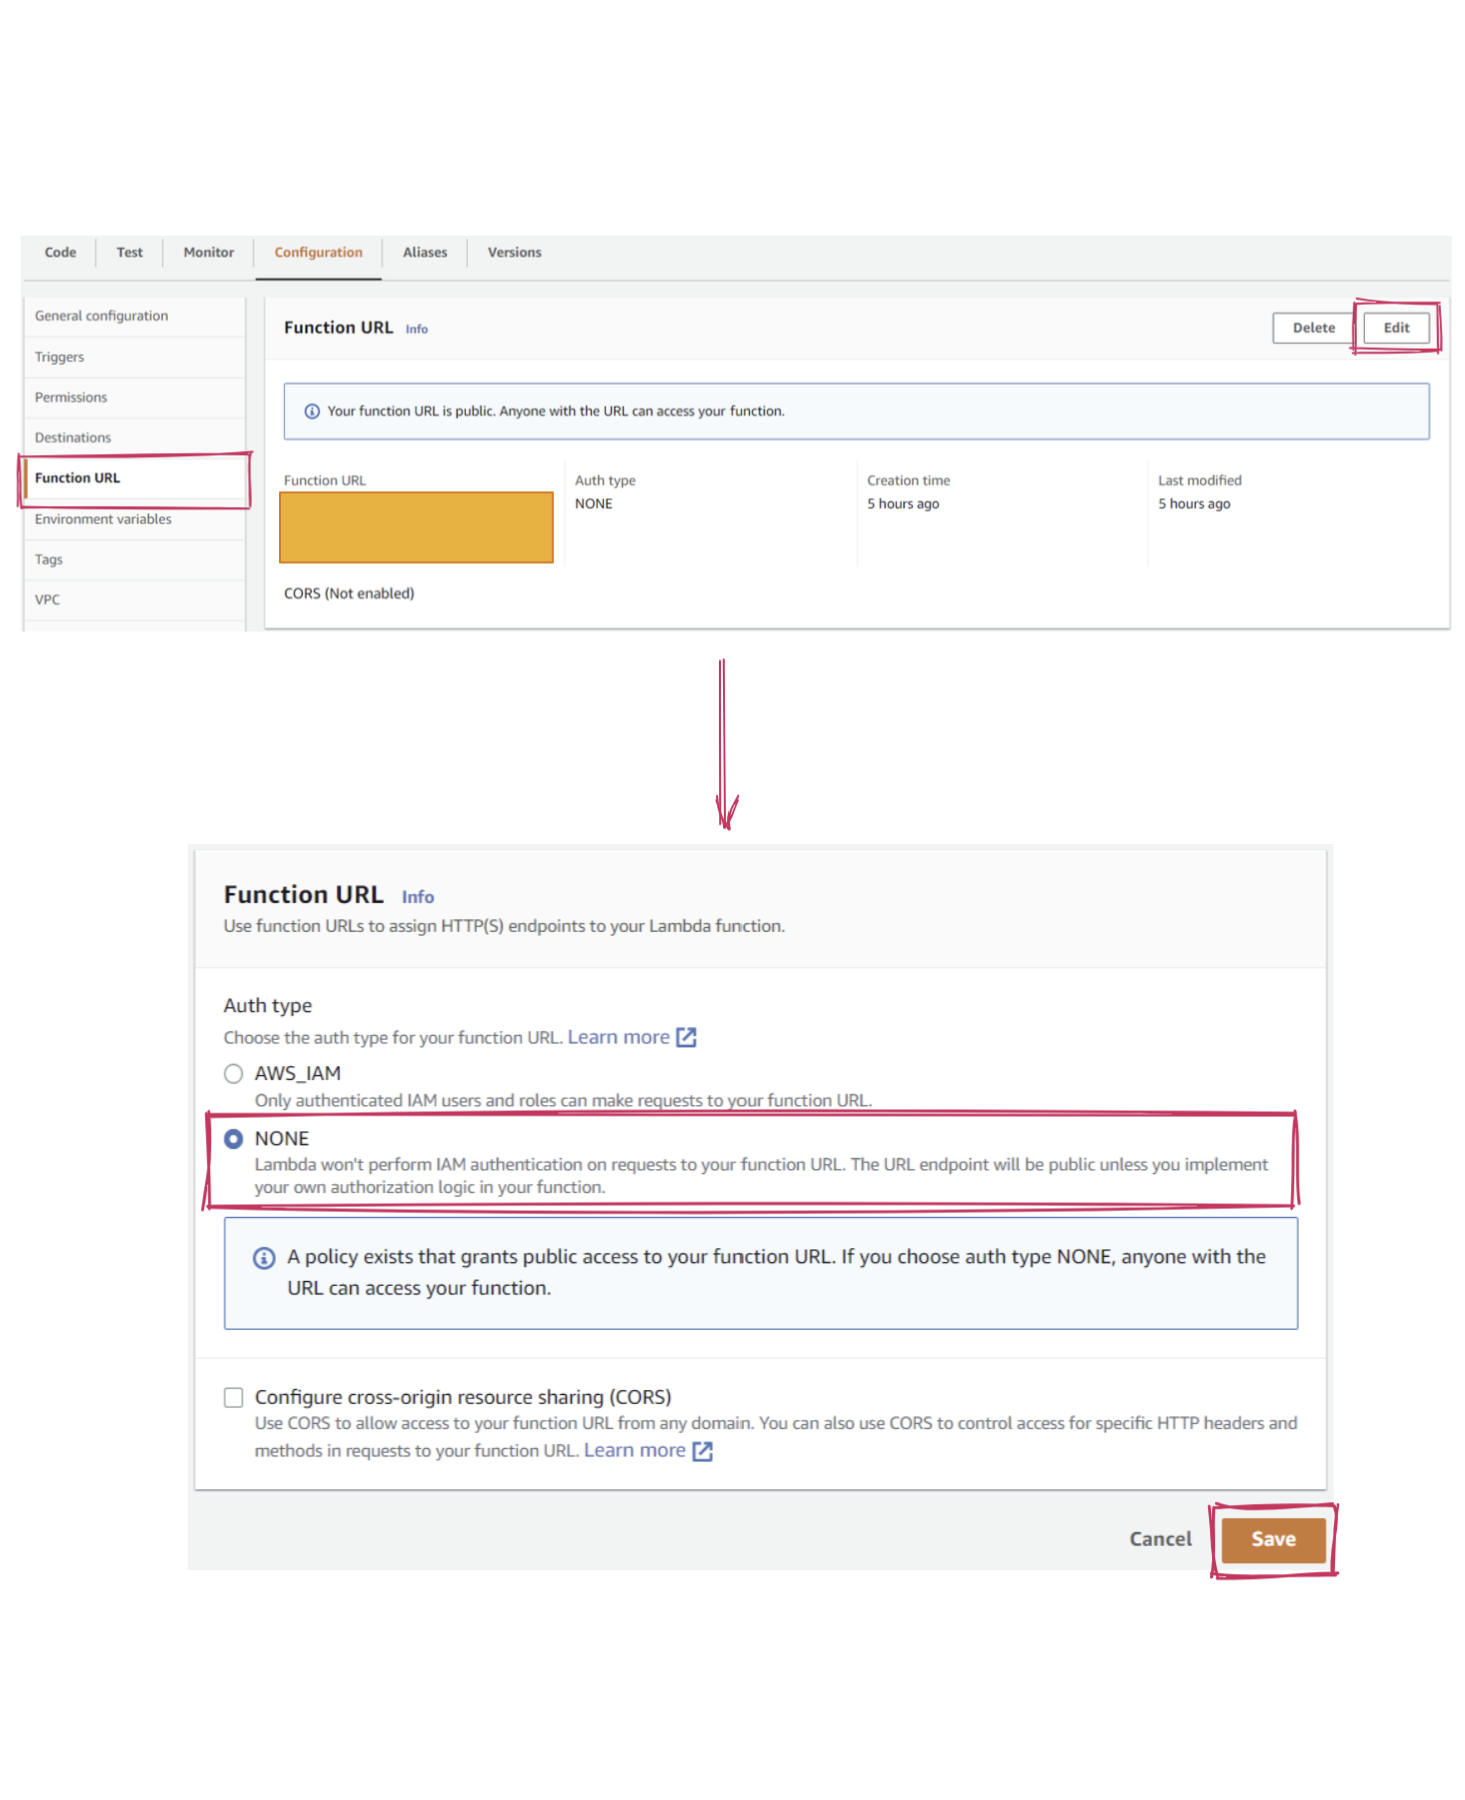 Code Test Monitor Configuration Aliases Versions
General configuration
Triggers
Permissions
Destinations
Function URL
Environment variables
Tags
VPC
Function URL Info
Delete Edit
Your function URL is public. Anyone with the URL can access your function.
Function URL Auth type Creation time Last modified
NONE 5 hours ago 5 hours ago
CORS (Not enabled)
Function URL Info
Use function URLs to assign HTTP(S) endpoints to your Lambda function.
Auth type
Choose the auth type for your function URL. Learn more
AWS_IAM
Only authenticated IAM users and roles can make requests to your function URL.
NONE
Lambda won't perform IAM authentication on requests to your function URL. The URL endpoint will be public unless you implement
your own authorization logic in your function.
A policy exists that grants public access to your function URL. If you choose auth type NONE, anyone with the
URL can access your function.
Configure cross-origin resource sharing (CORS)
Use CORS to allow access to your function URL from any domain. You can also use CORS to control access for specific HTTP headers and
methods in requests to your function URL. Learn more
Cancel Save